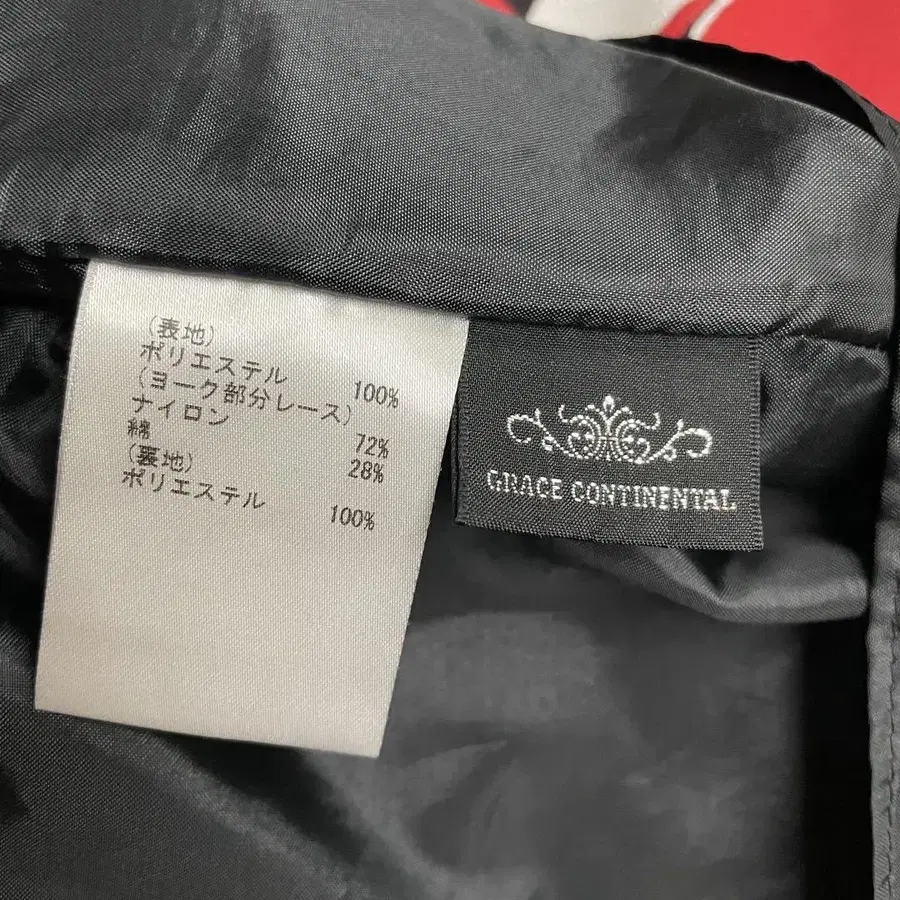 (表地)
ポリエステル 100%
(ヨーク部分レース)
ナイロン 72%
綿 28%
(裏地)
ポリエステル 100%
GRACE CONTINENTAL